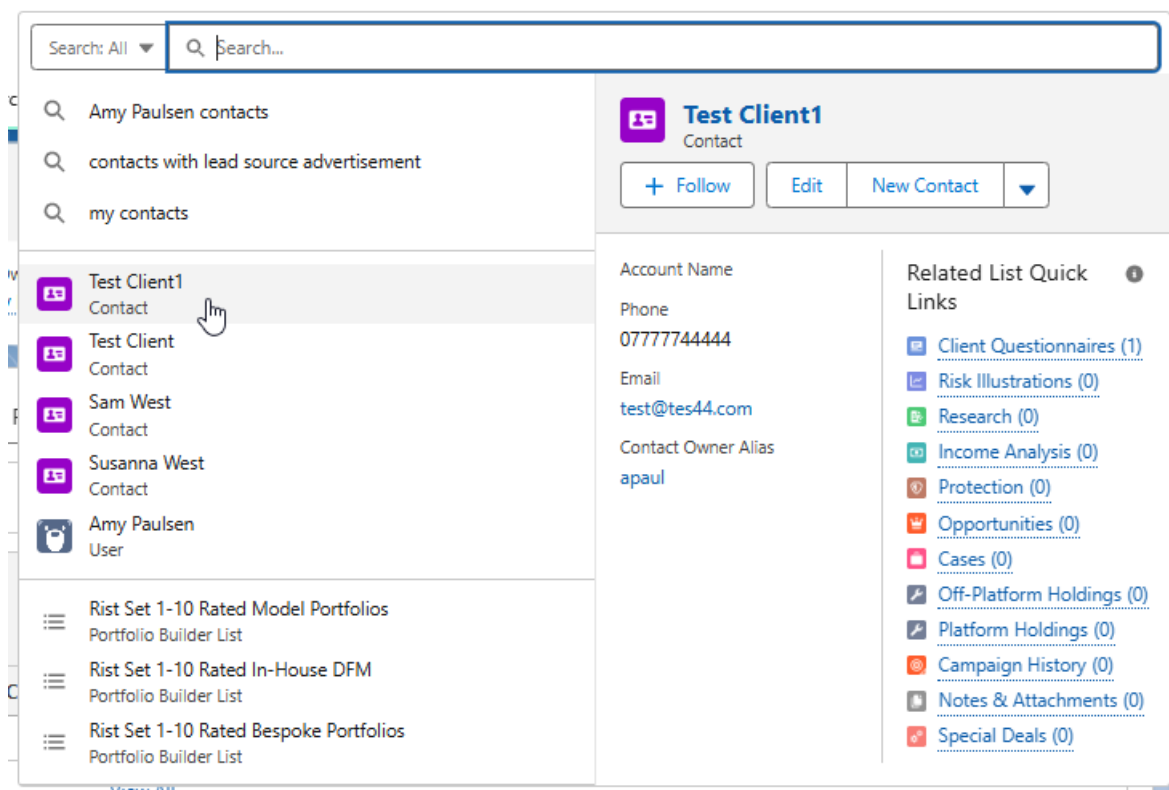 Search: All
Search...
Amy Paulsen contacts
contacts with lead source advertisement
my contacts
Test Client1
Contact
Test Client
Contact
Sam West
Contact
Susanna West
Contact
Amy Paulsen
User
Rist Set 1-10 Rated Model Portfolios
Portfolio Builder List
Rist Set 1-10 Rated In-House DFM
Portfolio Builder List
Rist Set 1-10 Rated Bespoke Portfolios
Portfolio Builder List
Test Client1
Contact
+ Follow
Edit
New Contact
Account Name
Phone
07777744444
Email
test@tes44.com
Contact Owner Alias
apaul
Related List Quick
Links
Client Questionnaires (1)
Risk Illustrations (0)
Research (0)
Income Analysis (0)
Protection (0)
Opportunities (0)
Cases (0)
Off-Platform Holdings (0)
Platform Holdings (0)
Campaign History (0)
Notes & Attachments (0)
Special Deals (0)